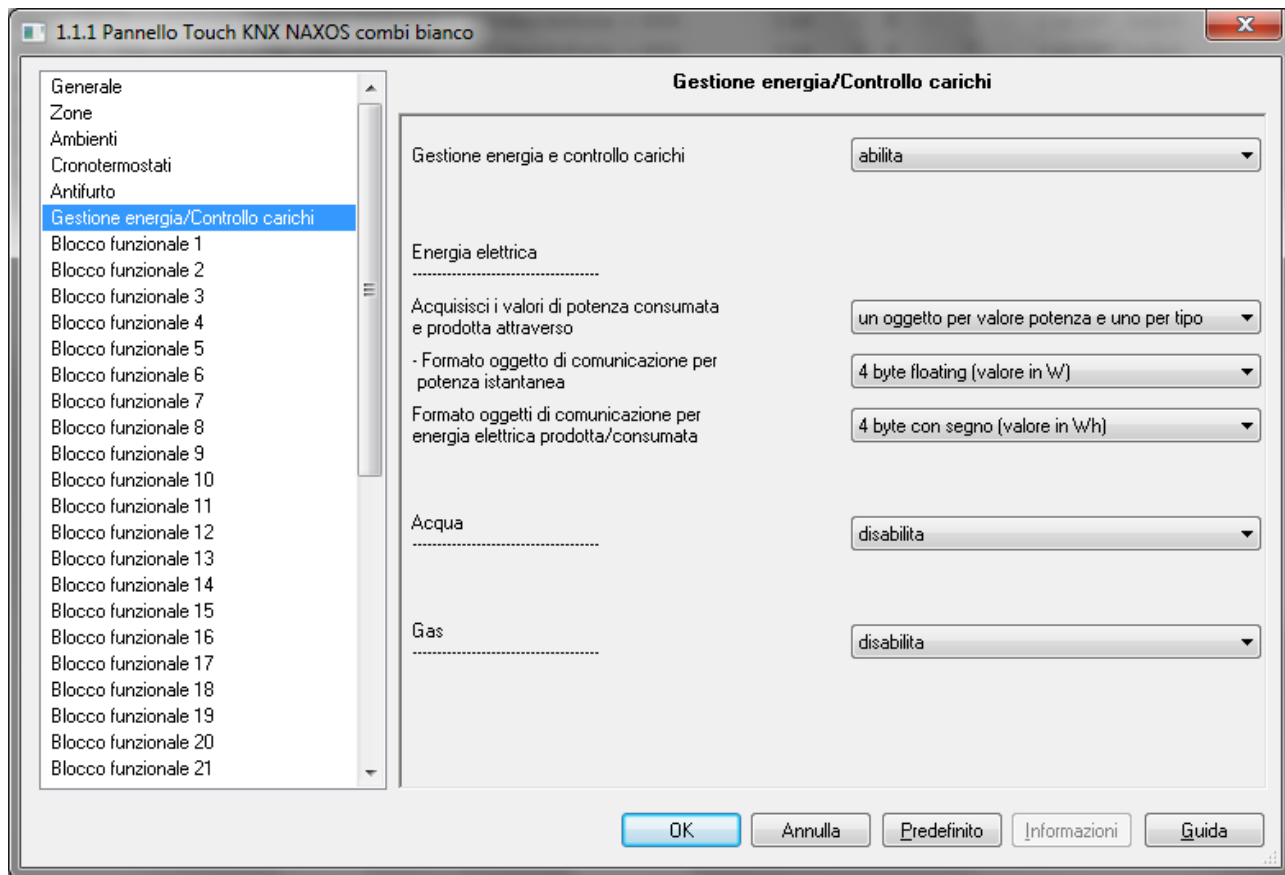 1.1.1 Pannello Touch KNX NAXOS combi bianco
Generale
Zone
Ambienti
Cronotermostati
Antifurto
Gestione energia/Controllo carichi
Blocco funzionale 1
Blocco funzionale 2
Blocco funzionale 3
Blocco funzionale 4
Blocco funzionale 5
Blocco funzionale 6
Blocco funzionale 7
Blocco funzionale 8
Blocco funzionale 9
Blocco funzionale 10
Blocco funzionale 11
Blocco funzionale 12
Blocco funzionale 13
Blocco funzionale 14
Blocco funzionale 15
Blocco funzionale 16
Blocco funzionale 17
Blocco funzionale 18
Blocco funzionale 19
Blocco funzionale 20
Blocco funzionale 21
Gestione energia/Controllo carichi
Gestione energia e controllo carichi
abilita
Energia elettrica
-------------------------------------
Acquisisci i valori di potenza consumata
e prodotta attraverso
un oggetto per valore potenza e uno per tipo
- Formato oggetto di comunicazione per
potenza istantanea
4 byte floating (valore in W)
Formato oggetti di comunicazione per
energia elettrica prodotta/consumata
4 byte con segno (valore in Wh)
Acqua
-------------------------------------
disabilita
Gas
-------------------------------------
disabilita
OK
Annulla
Predefinito
Informazioni
Guida